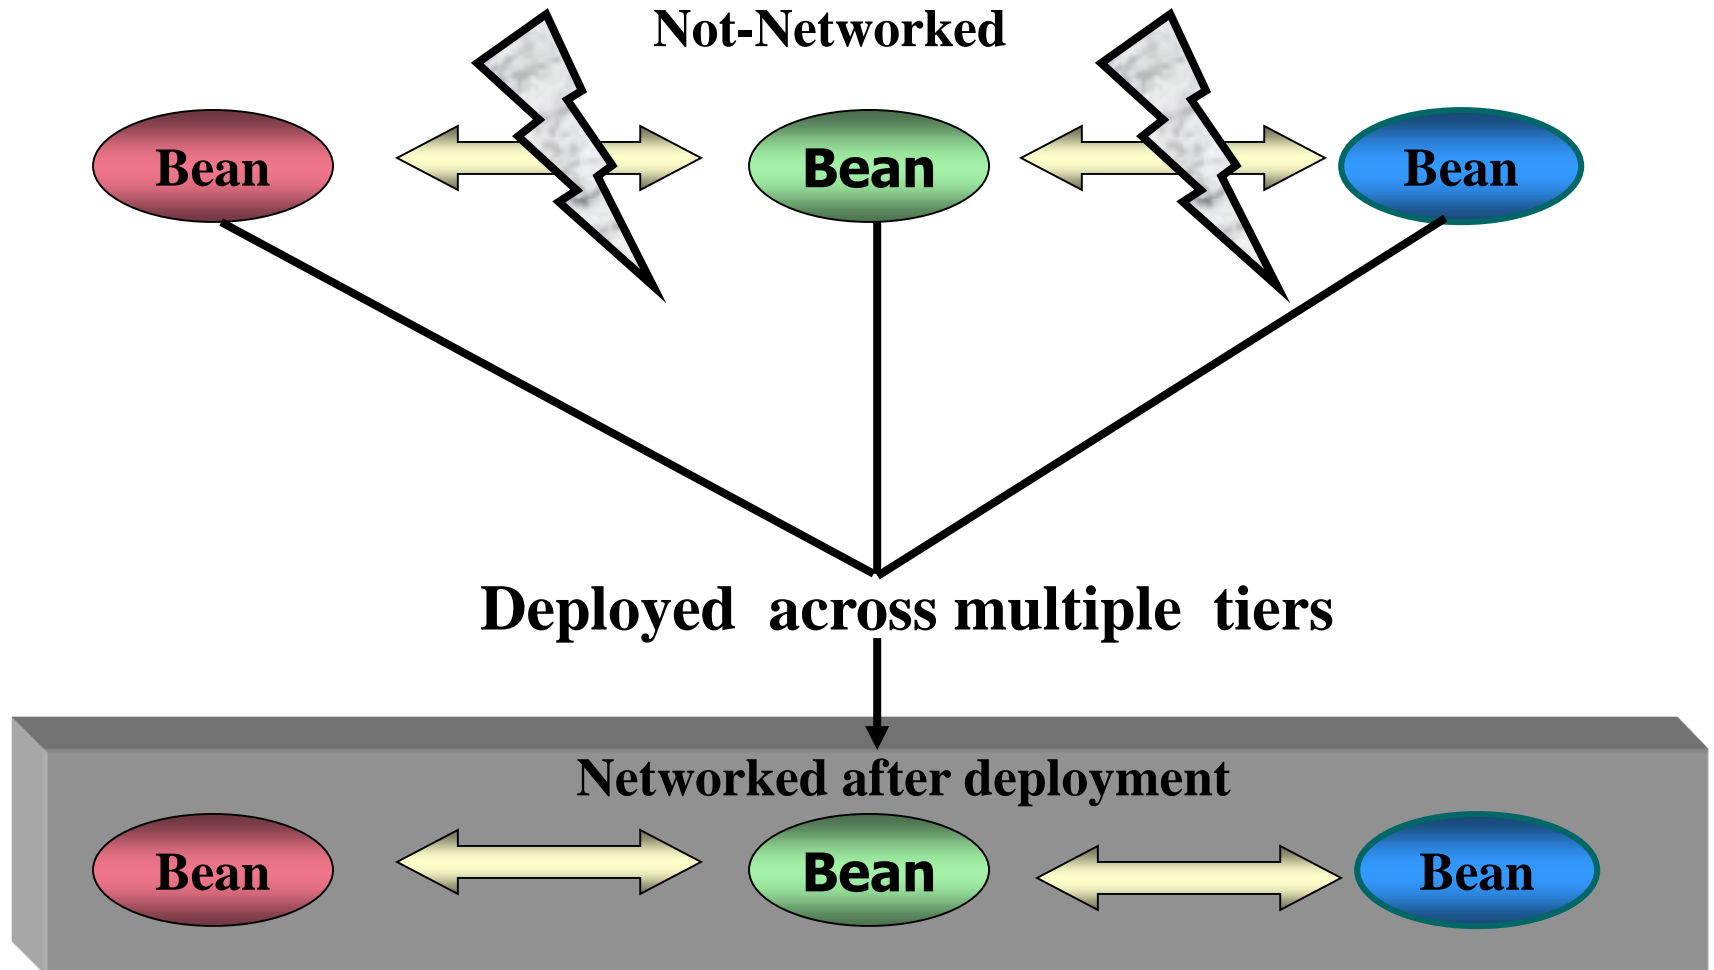 Not-Networked
Bean
Bean
Bean
Deployed across multiple tiers
Networked after deployment
Bean
Bean
Bean